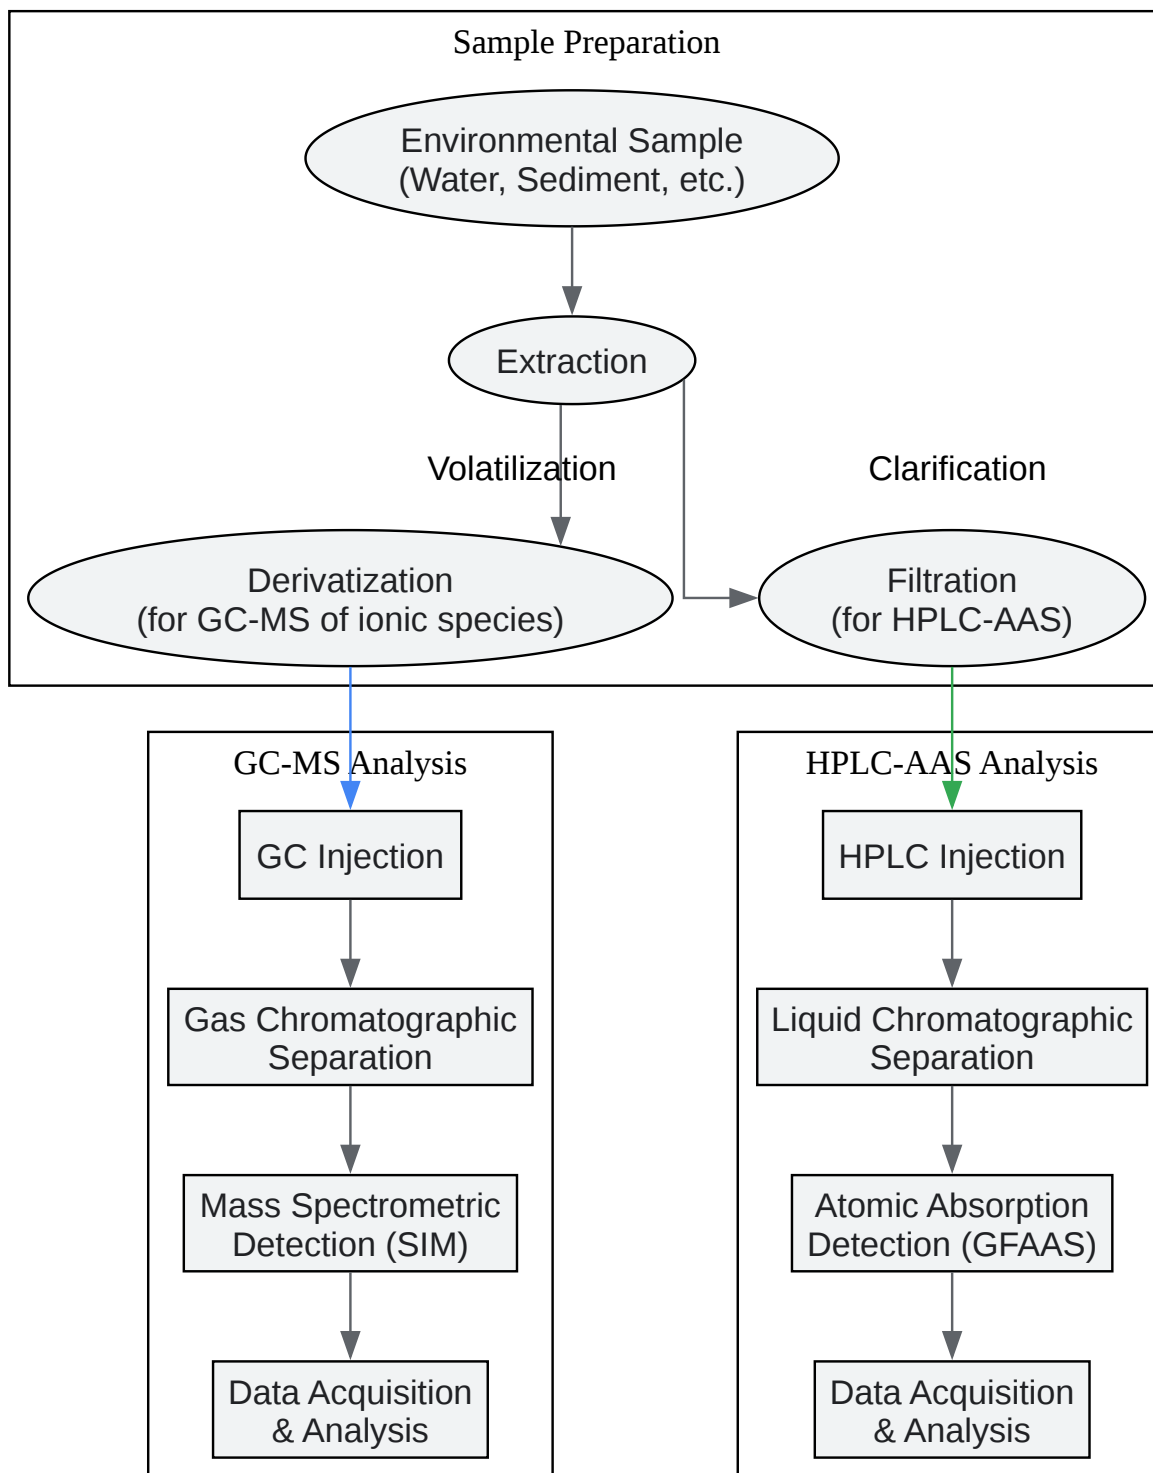 Sample Preparation
Environmental Sample
(Water, Sediment, etc.)
Extraction
Volatilization
Clarification
Derivatization
(for GC-MS of ionic species)
Filtration
(for HPLC-AAS)
GC-MS Analysis
GC Injection
Gas Chromatographic
Separation
Mass Spectrometric
Detection (SIM)
Data Acquisition
& Analysis
HPLC-AAS Analysis
HPLC Injection
Liquid Chromatographic
Separation
Atomic Absorption
Detection (GFAAS)
Data Acquisition
& Analysis